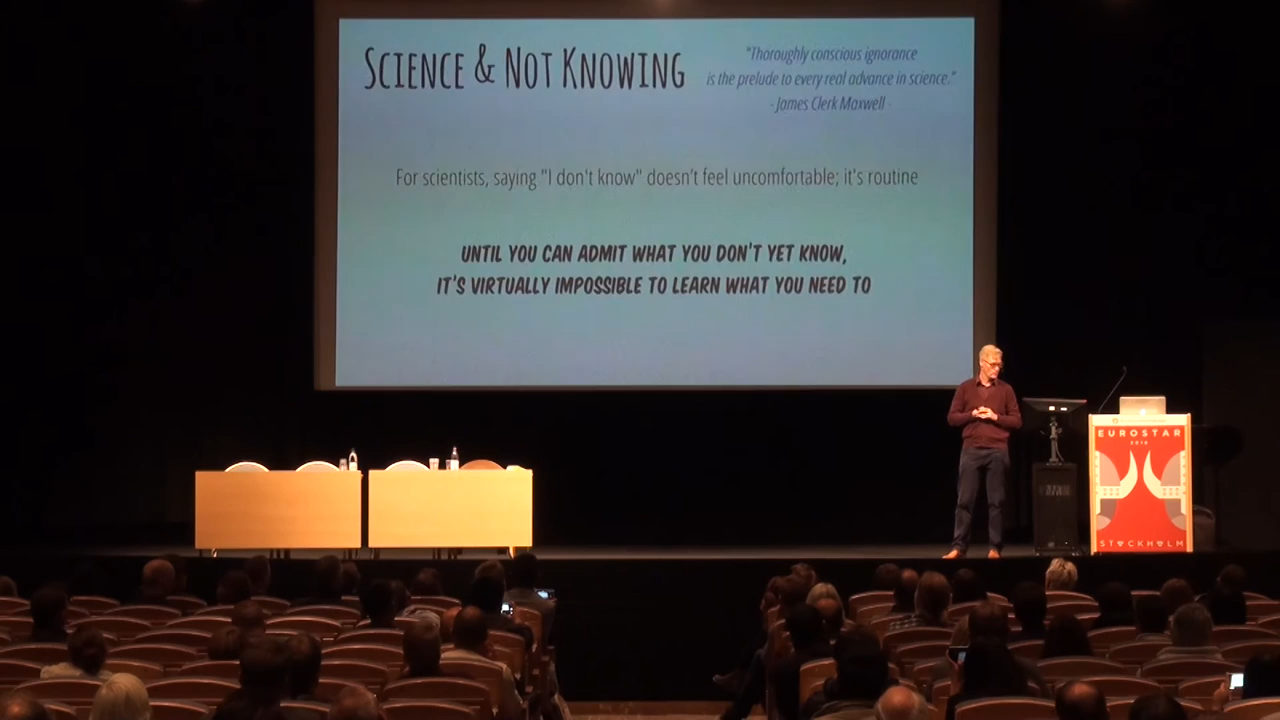 SCIENCE & NOT KNOWING
"Thoroughly conscious ignorance
is the prelude to every real advance in science."
- James Clerk Maxwell -
For scientists, saying "I don't know" doesn't feel uncomfortable; it's routine
UNTIL YOU CAN ADMIT WHAT YOU DON'T YET KNOW,
IT'S VIRTUALLY IMPOSSIBLE TO LEARN WHAT YOU NEED TO
EUROSTAR
STOCKHOLM